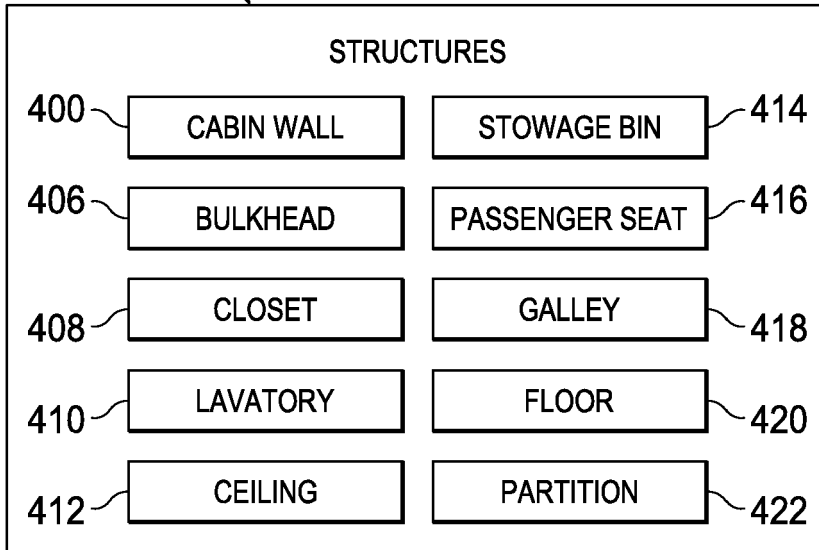 STRUCTURES
400 CABIN WALL STOWAGE BIN 414
406 BULKHEAD PASSENGER SEAT 416
408 CLOSET GALLEY 418
410 LAVATORY FLOOR 420
412 CEILING PARTITION 422